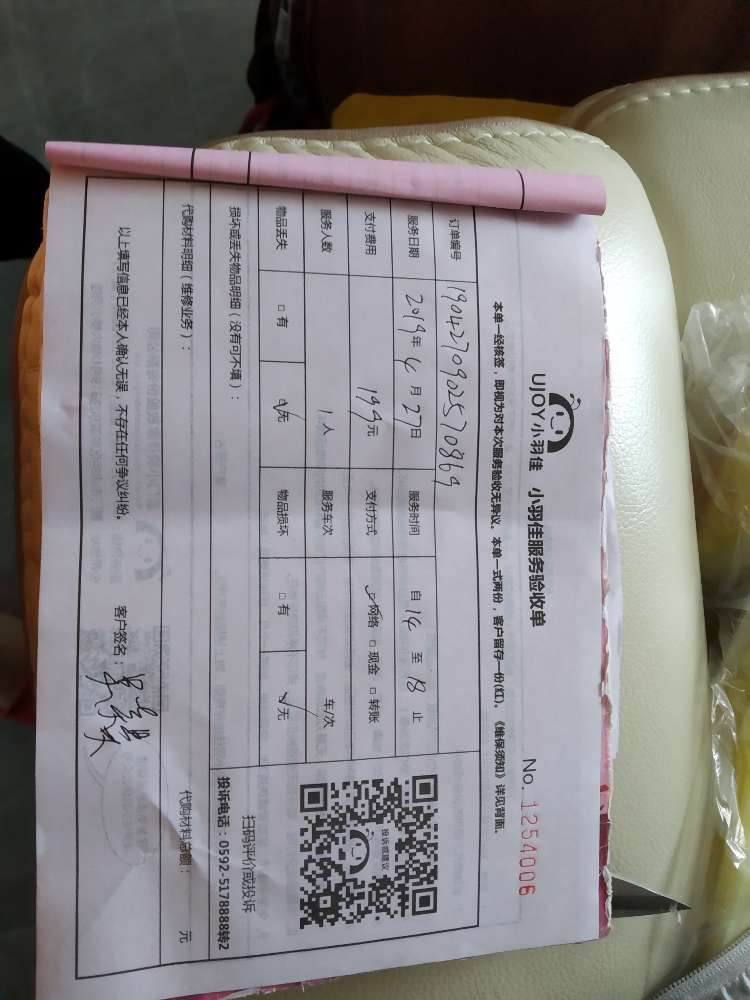 UJOY小羽佳 小羽佳服务验收单
No. 1254006
本单一经核签，即视为对本次服务验收无异议。本单一式两份，客户留存一份(红)。《维保须知》详见背面。
订单编号 1904270902570869
服务日期 2019年 4 月 27日 服务时间 自 14 至 18 止
支付费用 199元 支付方式 ☑网络 □现金 □转账
服务人数 1人 服务车次 车/次
物品丢失 □有 ☑无 物品损坏 □有 ☑无
投诉或建议
扫码评价或投诉
投诉电话：0592-5178888转2
损坏或丢失物品明细（没有可不填）：
代购材料明细（维修业务）： 代购材料总额： 元
以上填写信息已经本人确认无误，不存在任何争议纠纷。 客户签名：